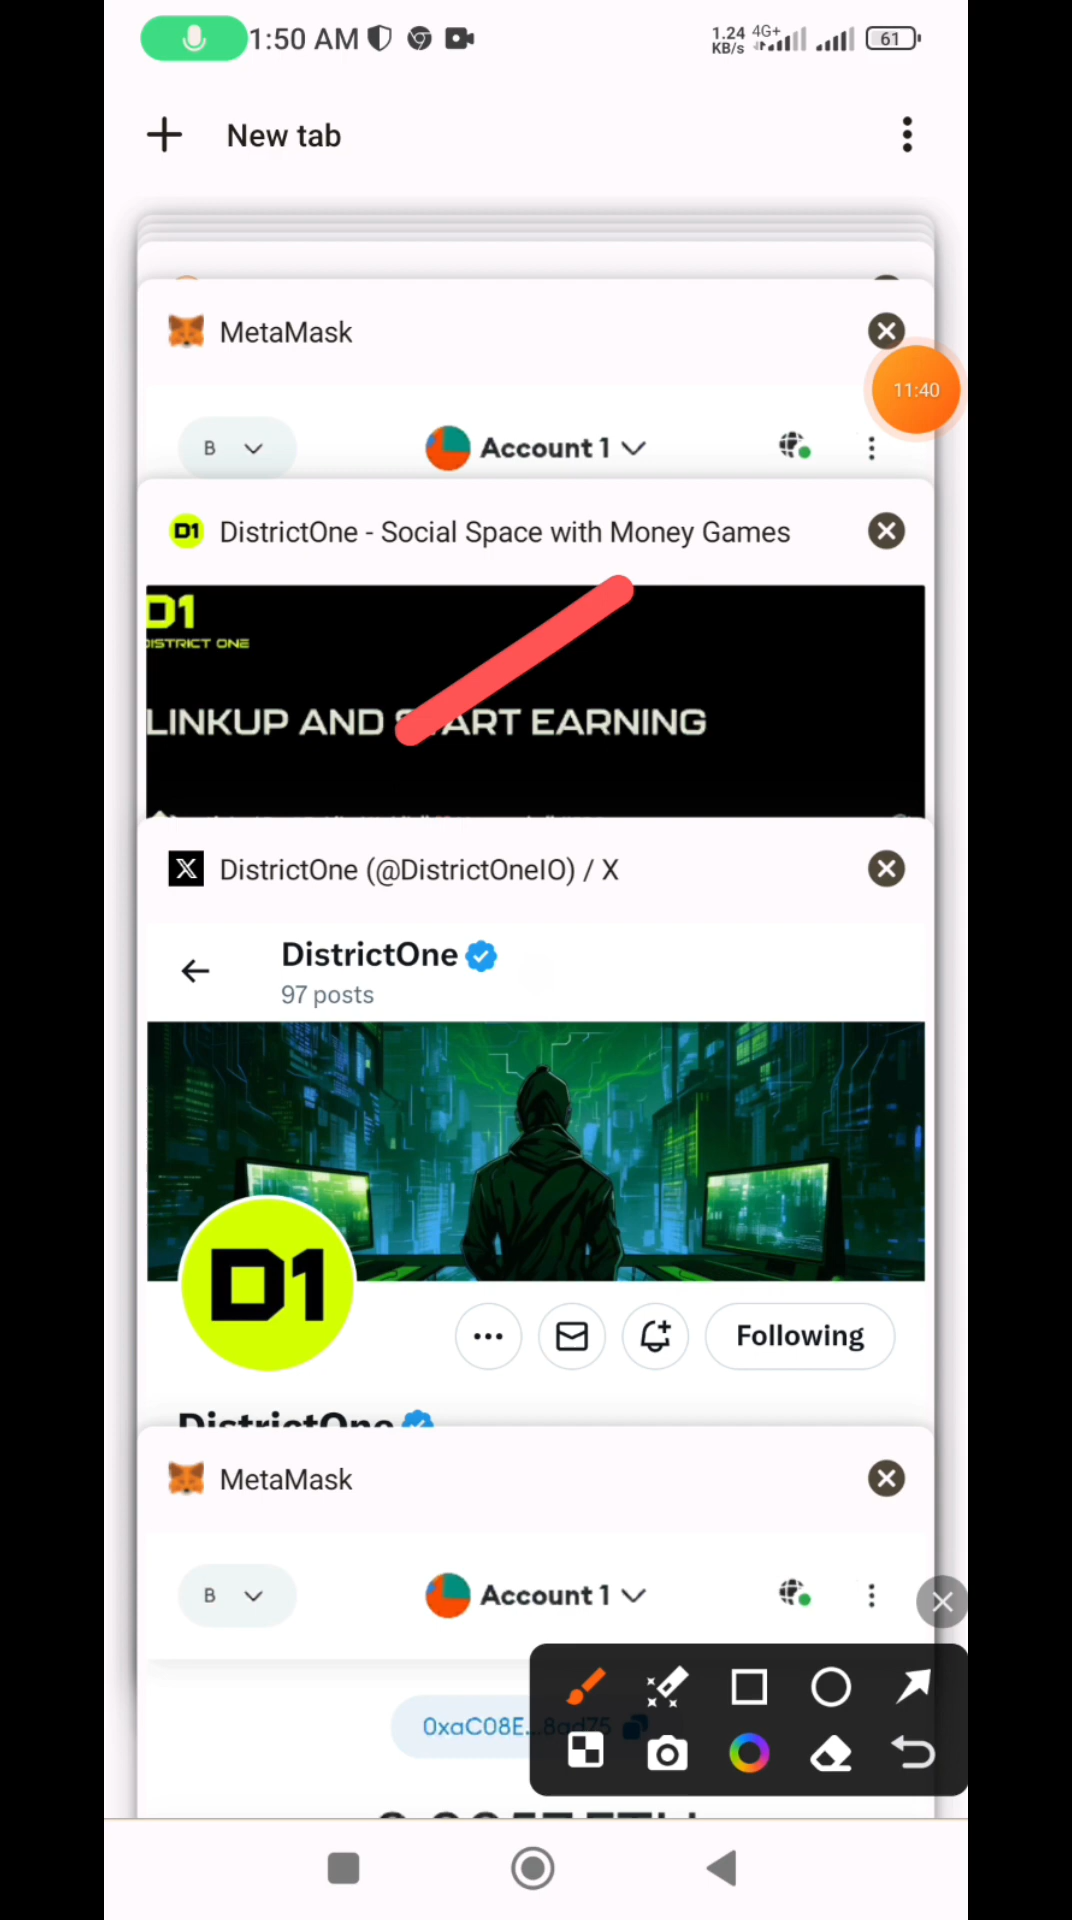 1:50 AM
1.24 KB/s 4G+ 61
New tab
MetaMask
11:40
B Account 1
D1 DistrictOne - Social Space with Money Games
D1
DISTRICT ONE
LINKUP AND START EARNING
X DistrictOne (@DistrictOneIO) / X
DistrictOne
97 posts
D1
Following
DistrictOne
MetaMask
B Account 1
0xaC08E...8ad75